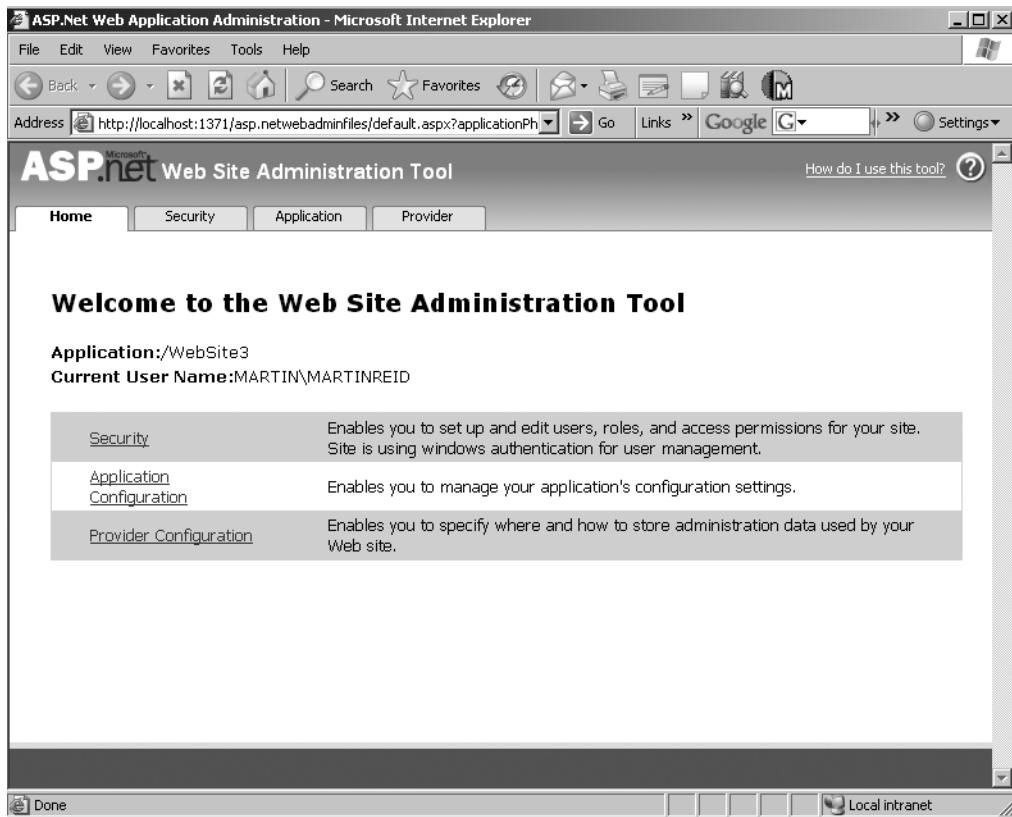 ASP.Net Web Application Administration - Microsoft Internet Explorer
File Edit View Favorites Tools Help
Back Search Favorites
Address http://localhost:1371/asp.netwebadminfiles/default.aspx?applicationPh Go Links » Google G » Settings
Microsoft
ASP.net Web Site Administration Tool How do I use this tool? ?
Home Security Application Provider
Welcome to the Web Site Administration Tool
Application:/WebSite3
Current User Name:MARTIN\MARTINREID
Security Enables you to set up and edit users, roles, and access permissions for your site.
Site is using windows authentication for user management.
Application
Configuration Enables you to manage your application's configuration settings.
Provider Configuration Enables you to specify where and how to store administration data used by your
Web site.
Done Local intranet